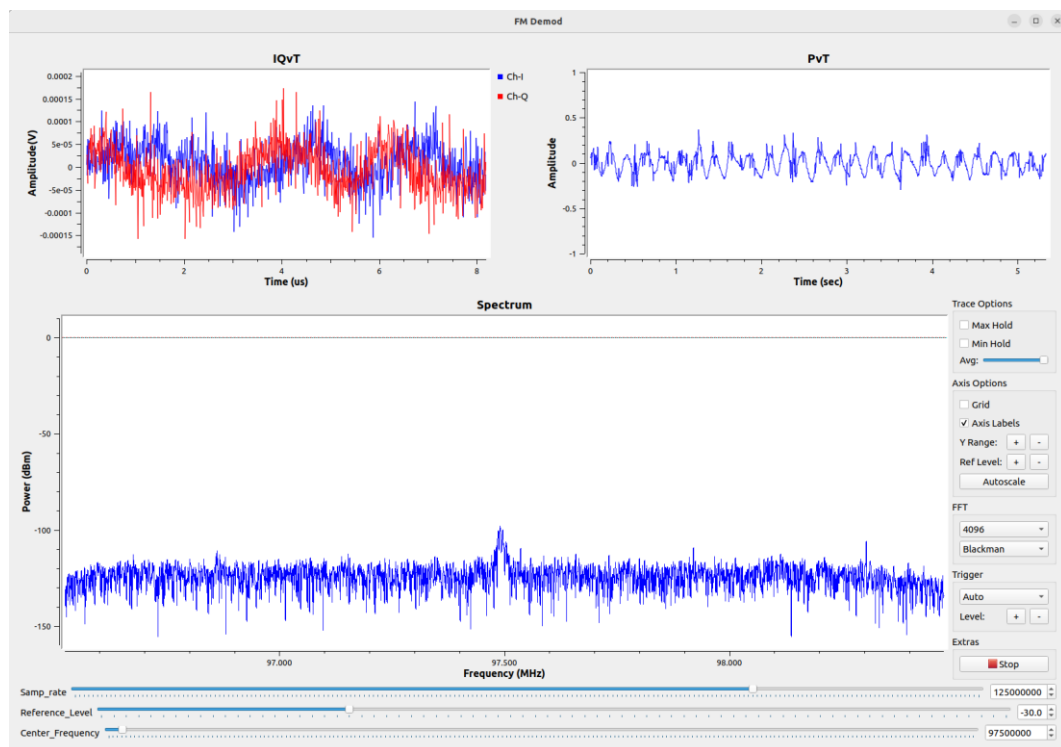 FM Demod
IQvT
0.0002
0.00015
0.0001
5e-05
0
-5e-05
-0.0001
-0.00015
Amplitude(V)
0 2 4 6 8
Time (us)
Ch-I
Ch-Q
PvT
1
0.5
0
-0.5
-1
Amplitude
0 1 2 3 4 5
Time (sec)
Spectrum
0
-50
-100
-150
Power (dBm)
97.000 97.500 98.000
Frequency (MHz)
Trace Options
Max Hold
Min Hold
Avg:
Axis Options
Grid
Axis Labels
Y Range: + -
Ref Level: + -
Autoscale
FFT
4096
Blackman
Trigger
Auto
Level: + -
Extras
Stop
Samp_rate 125000000
Reference_Level -30.0
Center_Frequency 97500000